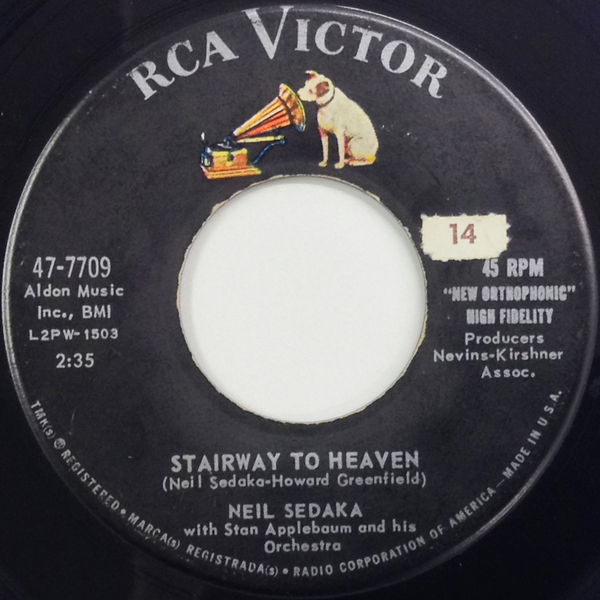 RCA VICTOR
14
47-7709
Aldon Music
Inc., BMI
L2PW-1503
2:35
45 RPM
"NEW ORTHOPHONIC"
HIGH FIDELITY
Producers
Nevins-Kirshner
Assoc.
STAIRWAY TO HEAVEN
(Neil Sedaka-Howard Greenfield)
NEIL SEDAKA
with Stan Applebaum and his
Orchestra
TMK(s) ® REGISTERED • MARCA(s) REGISTRADA(s) • RADIO CORPORATION OF AMERICA — MADE IN U.S.A.